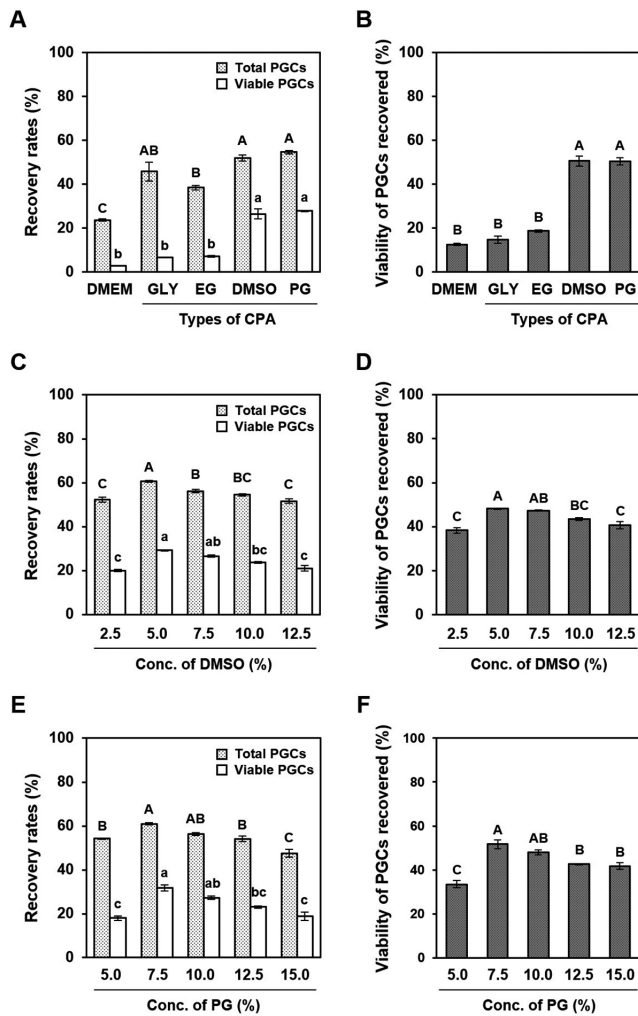 A
Recovery rates (%)
100
80
60
40
20
0
Total PGCs
Viable PGCs
C
b
AB
b
B
b
A
a
A
a
DMEM GLY EG DMSO PG
Types of CPA
B
Viability of PGCs recovered (%)
100
80
60
40
20
0
B
B
B
A
A
DMEM GLY EG DMSO PG
Types of CPA
C
Recovery rates (%)
100
80
60
40
20
0
Total PGCs
Viable PGCs
C
c
A
a
B
ab
BC
bc
C
c
2.5 5.0 7.5 10.0 12.5
Conc. of DMSO (%)
D
Viability of PGCs recovered (%)
100
80
60
40
20
0
C
A
AB
BC
C
2.5 5.0 7.5 10.0 12.5
Conc. of DMSO (%)
E
Recovery rates (%)
100
80
60
40
20
0
Total PGCs
Viable PGCs
B
c
A
a
AB
ab
B
bc
C
c
5.0 7.5 10.0 12.5 15.0
Conc. of PG (%)
F
Viability of PGCs recovered (%)
100
80
60
40
20
0
C
A
AB
B
B
5.0 7.5 10.0 12.5 15.0
Conc. of PG (%)